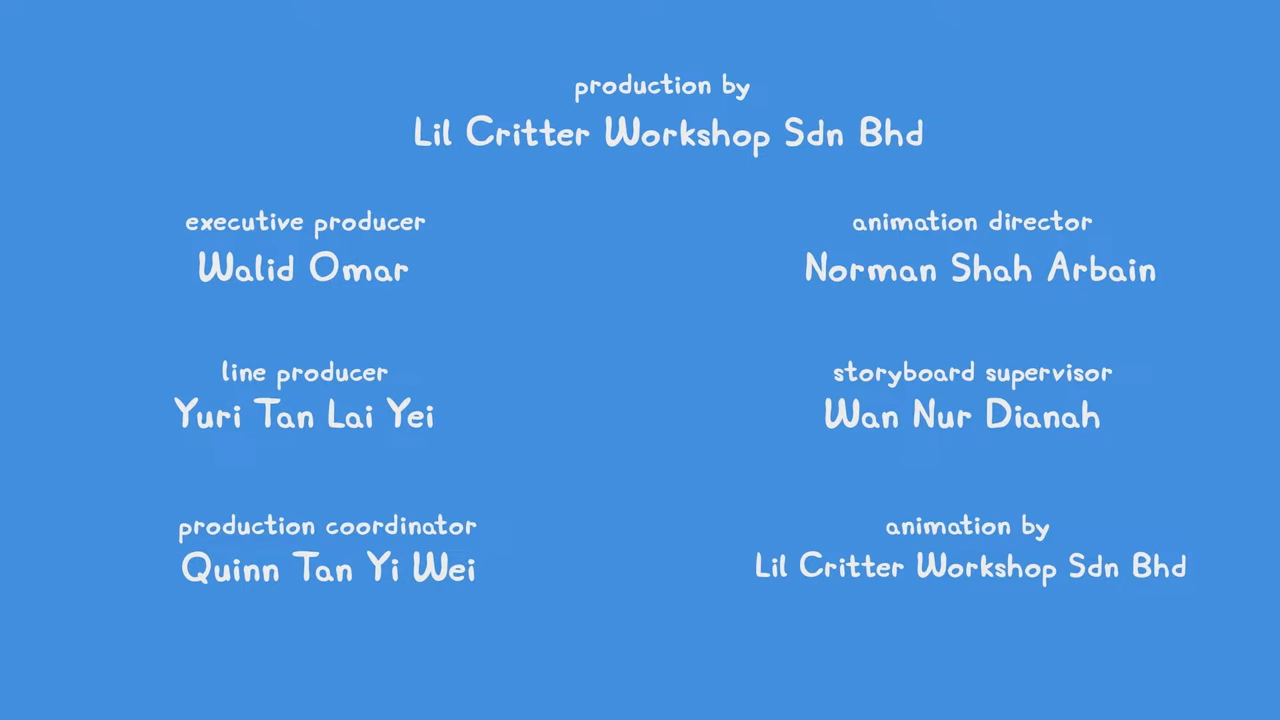 production by
Lil Critter Workshop Sdn Bhd
executive producer
Walid Omar
animation director
Norman Shah Arbain
line producer
Yuri Tan Lai Yei
storyboard supervisor
Wan Nur Dianah
production coordinator
Quinn Tan Yi Wei
animation by
Lil Critter Workshop Sdn Bhd